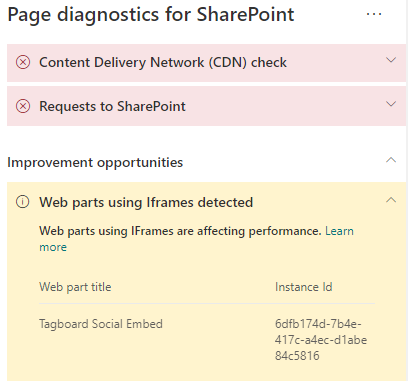 Page diagnostics for SharePoint
Content Delivery Network (CDN) check
Requests to SharePoint
Improvement opportunities
Web parts using Iframes detected
Web parts using IFrames are affecting performance. Learn
more
Web part title Instance Id
Tagboard Social Embed 6dfb174d-7b4e-
417c-a4ec-d1abe
84c5816